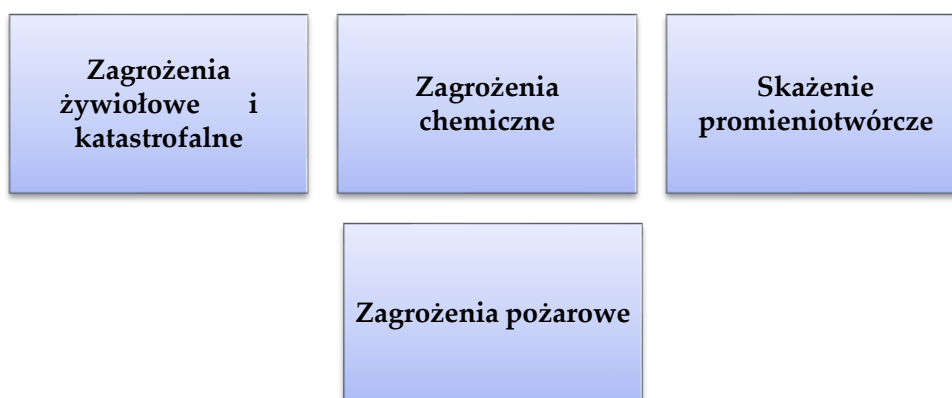 Zagrożenia
żywiołowe i
katastrofalne
Zagrożenia
chemiczne
Skażenie
promieniotwórcze
Zagrożenia pożarowe